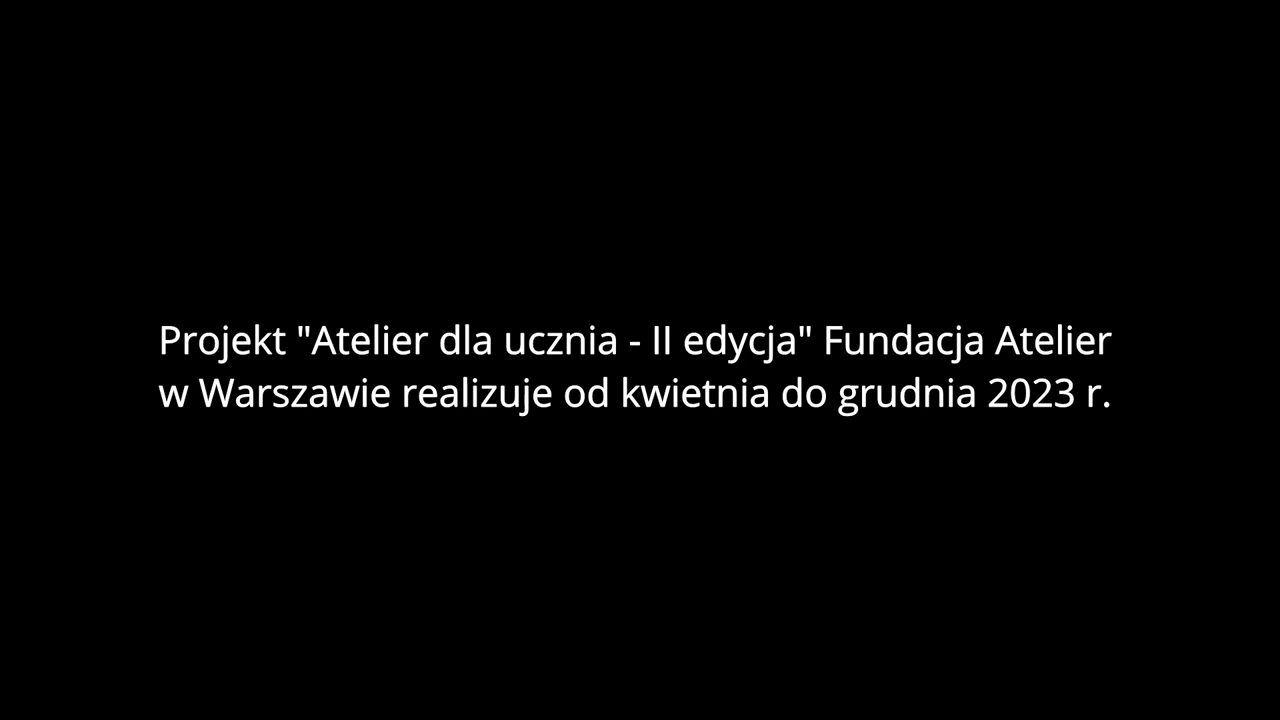 Projekt "Atelier dla ucznia - II edycja" Fundacja Atelier
w Warszawie realizuje od kwietnia do grudnia 2023 r.